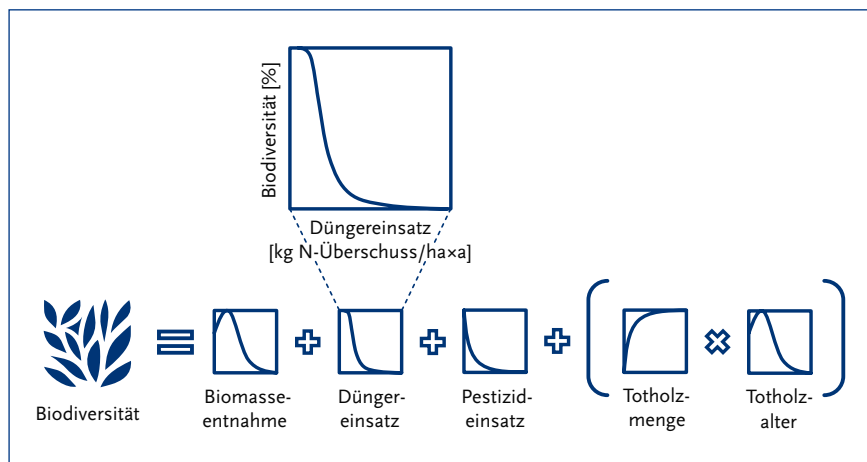 Biodiversität [%]
Düngereinsatz
[kg N-Überschuss/ha×a]
Biodiversität
Biomasse-
entnahme
Dünger-
einsatz
Pestizid-
einsatz
Totholz-
menge
Totholz-
alter